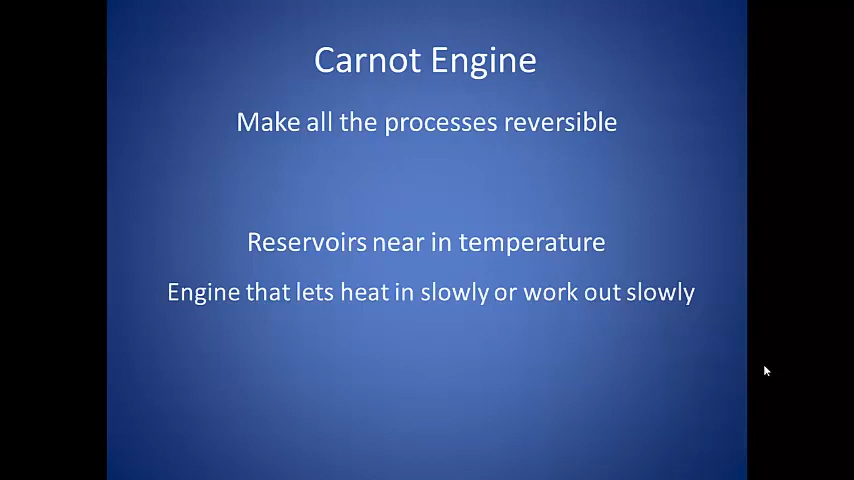 Carnot Engine
Make all the processes reversible
Reservoirs near in temperature
Engine that lets heat in slowly or work out slowly